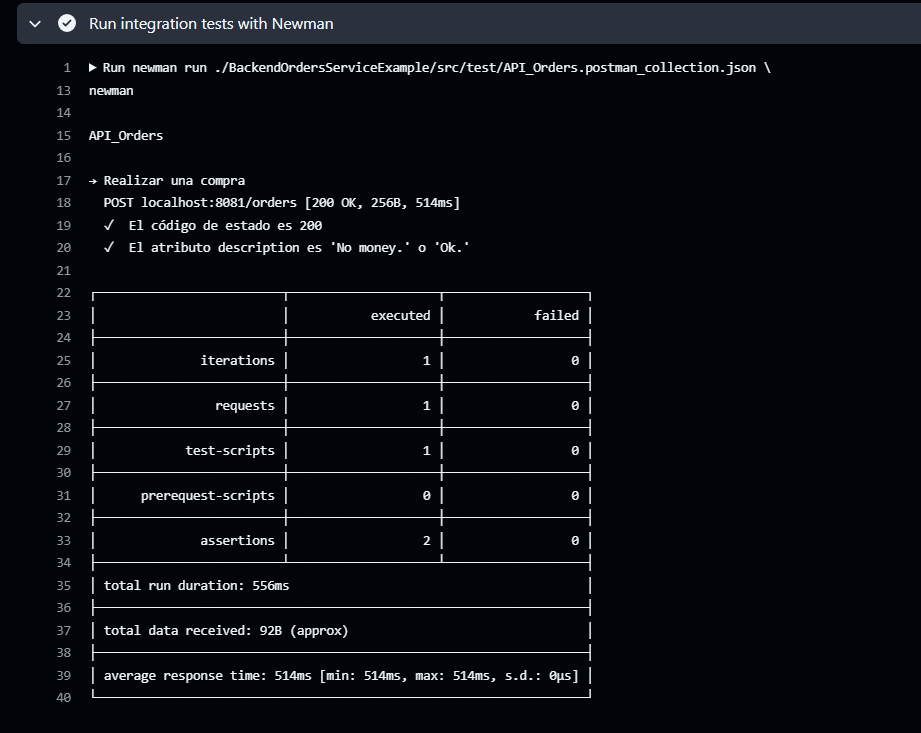 Run integration tests with Newman
1 ▶ Run newman run ./BackendOrdersServiceExample/src/test/API_Orders.postman_collection.json \
13 newman
14
15 API_Orders
16
17 → Realizar una compra
18 POST localhost:8081/orders [200 OK, 256B, 514ms]
19 ✓ El código de estado es 200
20 ✓ El atributo description es 'No money.' o 'Ok.'
21
22
23 executed failed
24
25 iterations 1 0
26
27 requests 1 0
28
29 test-scripts 1 0
30
31 prerequest-scripts 0 0
32
33 assertions 2 0
34
35 total run duration: 556ms
36
37 total data received: 92B (approx)
38
39 average response time: 514ms [min: 514ms, max: 514ms, s.d.: 0µs]
40